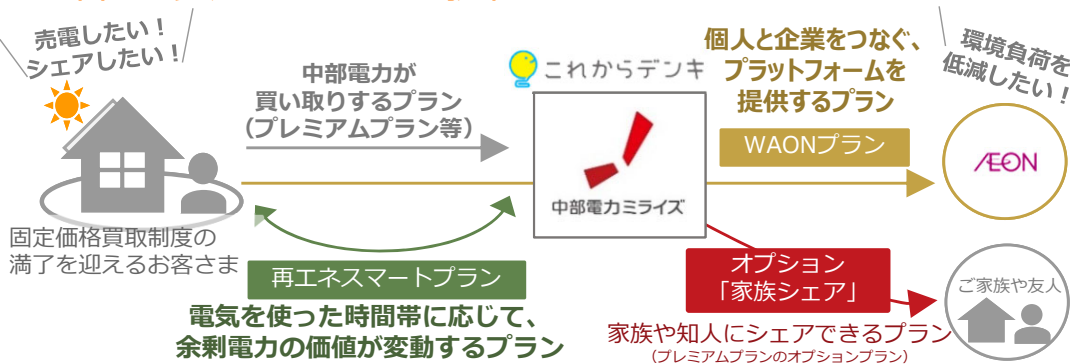 売電したい！
シェアしたい！
中部電力が
買い取りするプラン
（プレミアムプラン等）
これからデンキ
中部電力ミライズ
個人と企業をつなぐ、
プラットフォームを
提供するプラン
WAONプラン
環境負荷を
低減したい！
ÆON
固定価格買取制度の
満了を迎えるお客さま
再エネスマートプラン
電気を使った時間帯に応じて、
余剰電力の価値が変動するプラン
オプション
「家族シェア」
家族や知人にシェアできるプラン
（プレミアムプランのオプションプラン）
ご家族や友人